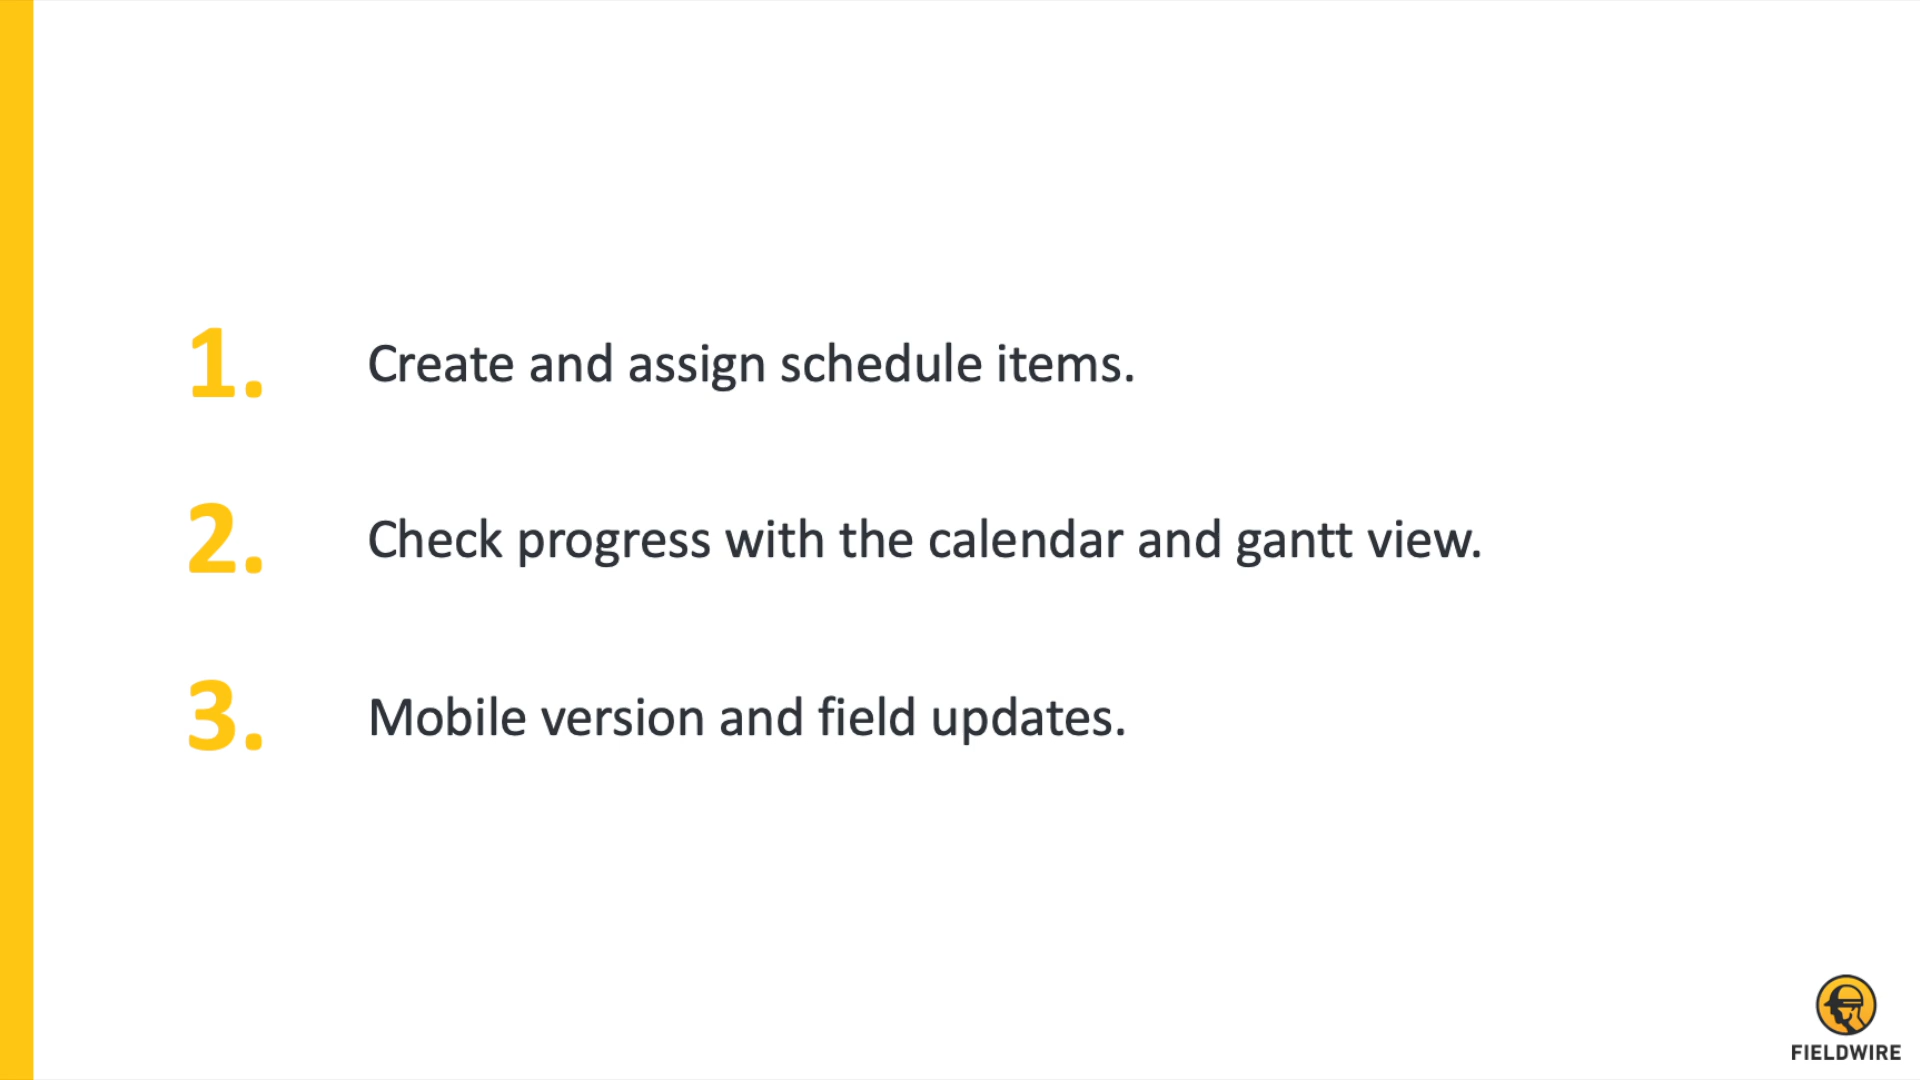 1. Create and assign schedule items.
2. Check progress with the calendar and gantt view.
3. Mobile version and field updates.
FIELDWIRE